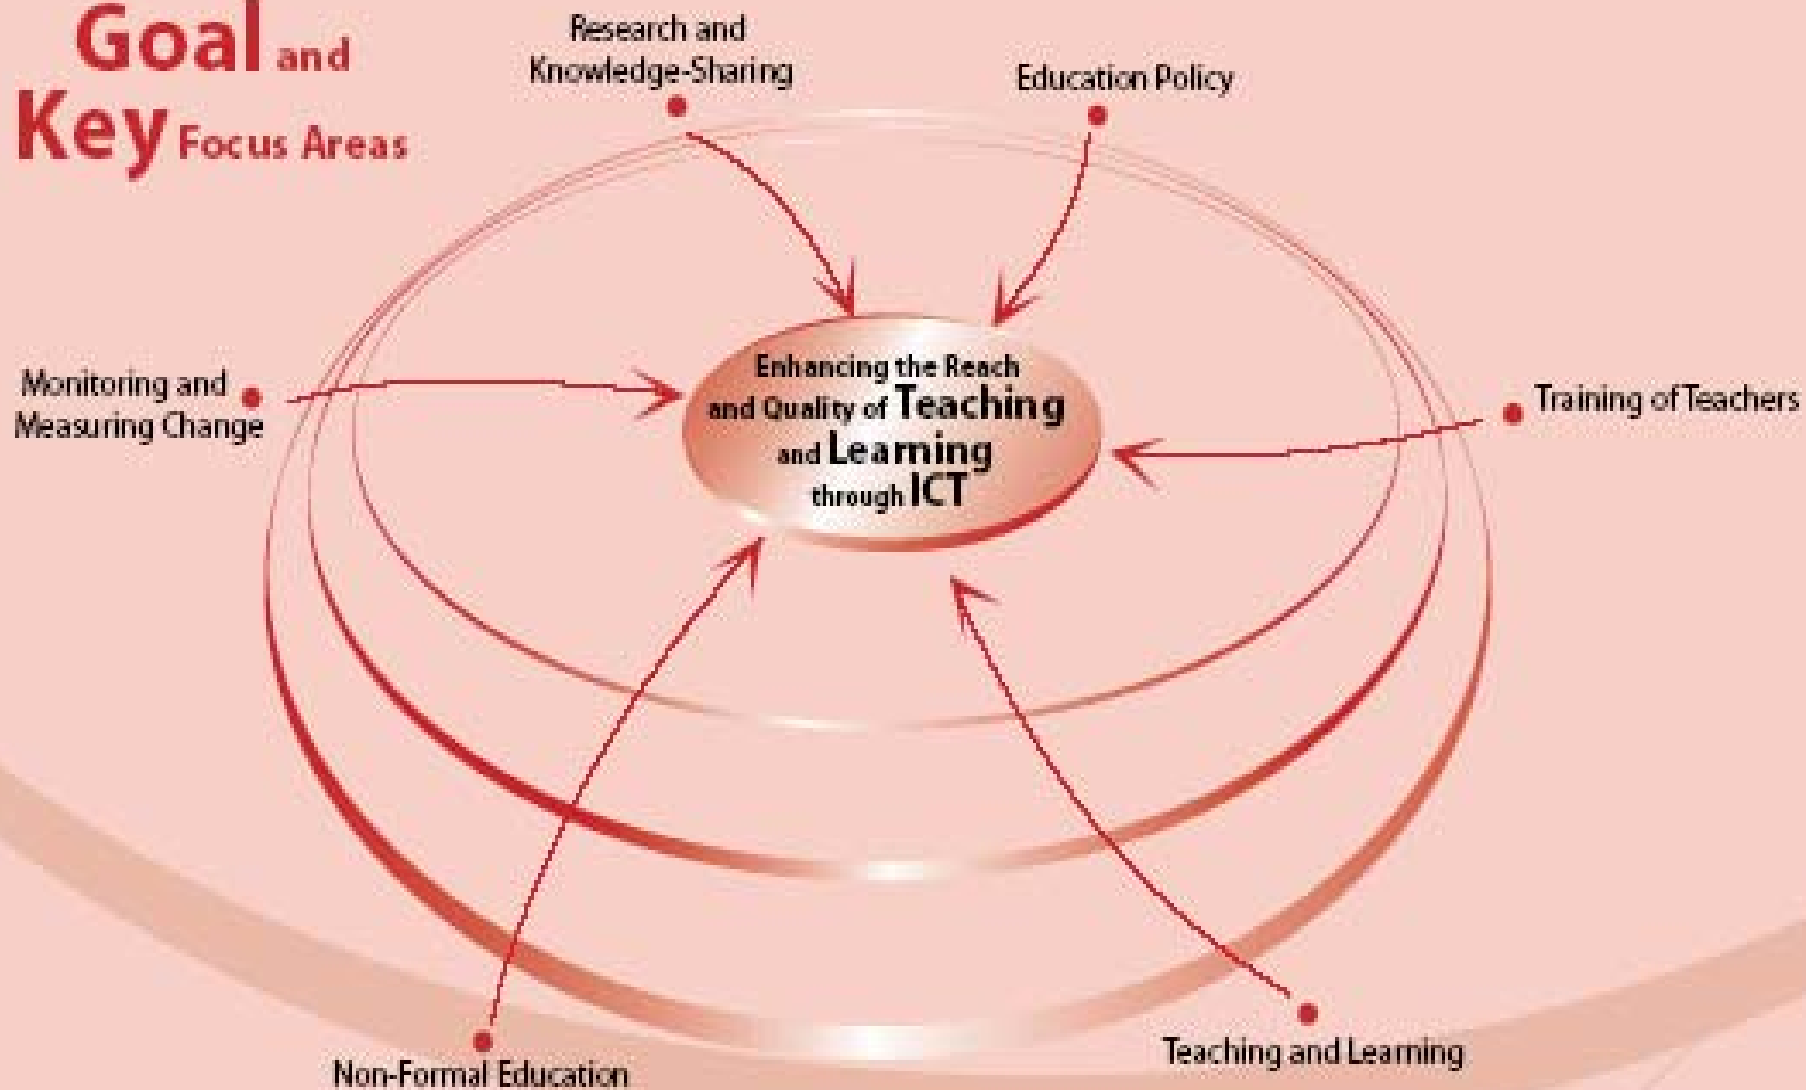 Goal and
Key Focus Areas
Research and
Knowledge-Sharing
Education Policy
Monitoring and
Measuring Change
Enhancing the Reach
and Quality of Teaching
and Learning
through ICT
Training of Teachers
Non-Formal Education
Teaching and Learning